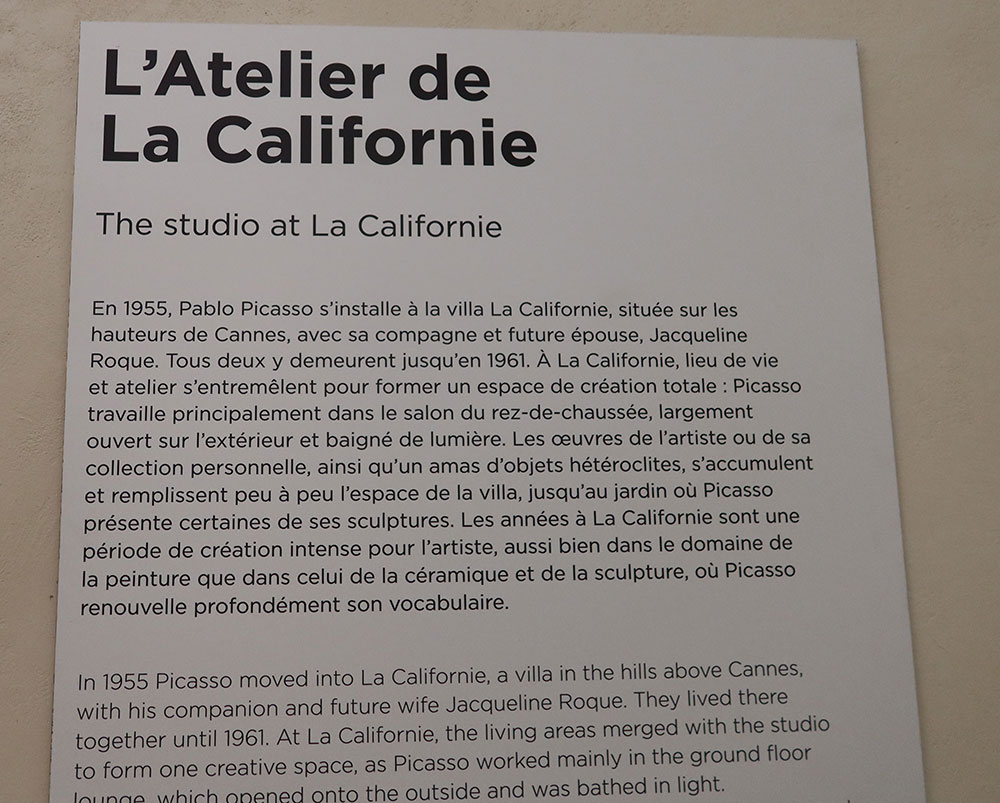 L’Atelier de
La Californie
The studio at La Californie
En 1955, Pablo Picasso s’installe à la villa La Californie, située sur les
hauteurs de Cannes, avec sa compagne et future épouse, Jacqueline
Roque. Tous deux y demeurent jusqu’en 1961. À La Californie, lieu de vie
et atelier s’entremêlent pour former un espace de création totale : Picasso
travaille principalement dans le salon du rez-de-chaussée, largement
ouvert sur l’extérieur et baigné de lumière. Les œuvres de l’artiste ou de sa
collection personnelle, ainsi qu’un amas d’objets hétéroclites, s’accumulent
et remplissent peu à peu l’espace de la villa, jusqu’au jardin où Picasso
présente certaines de ses sculptures. Les années à La Californie sont une
période de création intense pour l’artiste, aussi bien dans le domaine de
la peinture que dans celui de la céramique et de la sculpture, où Picasso
renouvelle profondément son vocabulaire.
In 1955 Picasso moved into La Californie, a villa in the hills above Cannes,
with his companion and future wife Jacqueline Roque. They lived there
together until 1961. At La Californie, the living areas merged with the studio
to form one creative space, as Picasso worked mainly in the ground floor
lounge, which opened onto the outside and was bathed in light.